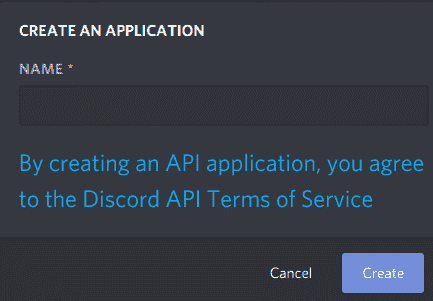 CREATE AN APPLICATION
NAME *
By creating an API application, you agree
to the Discord API Terms of Service
Cancel
Create